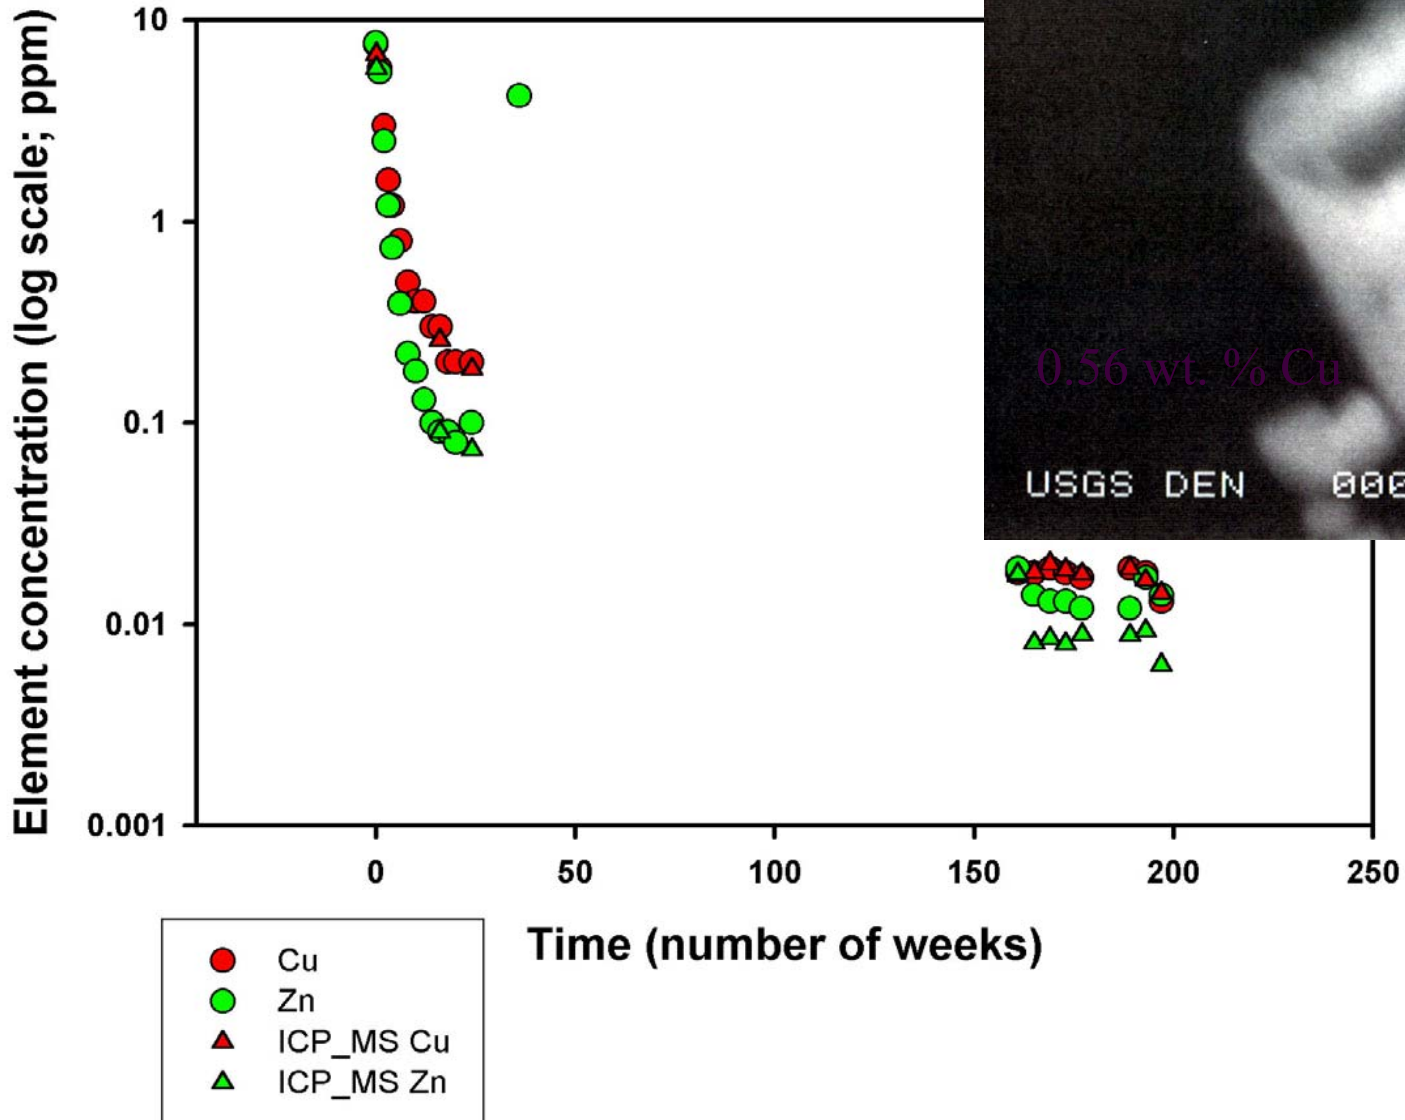 Element concentration (log scale; ppm)
10
1
0.1
0.01
0.001
0.56 wt. % Cu
USGS DEN 000
0 50 100 150 200 250
Time (number of weeks)
Cu
Zn
ICP_MS Cu
ICP_MS Zn